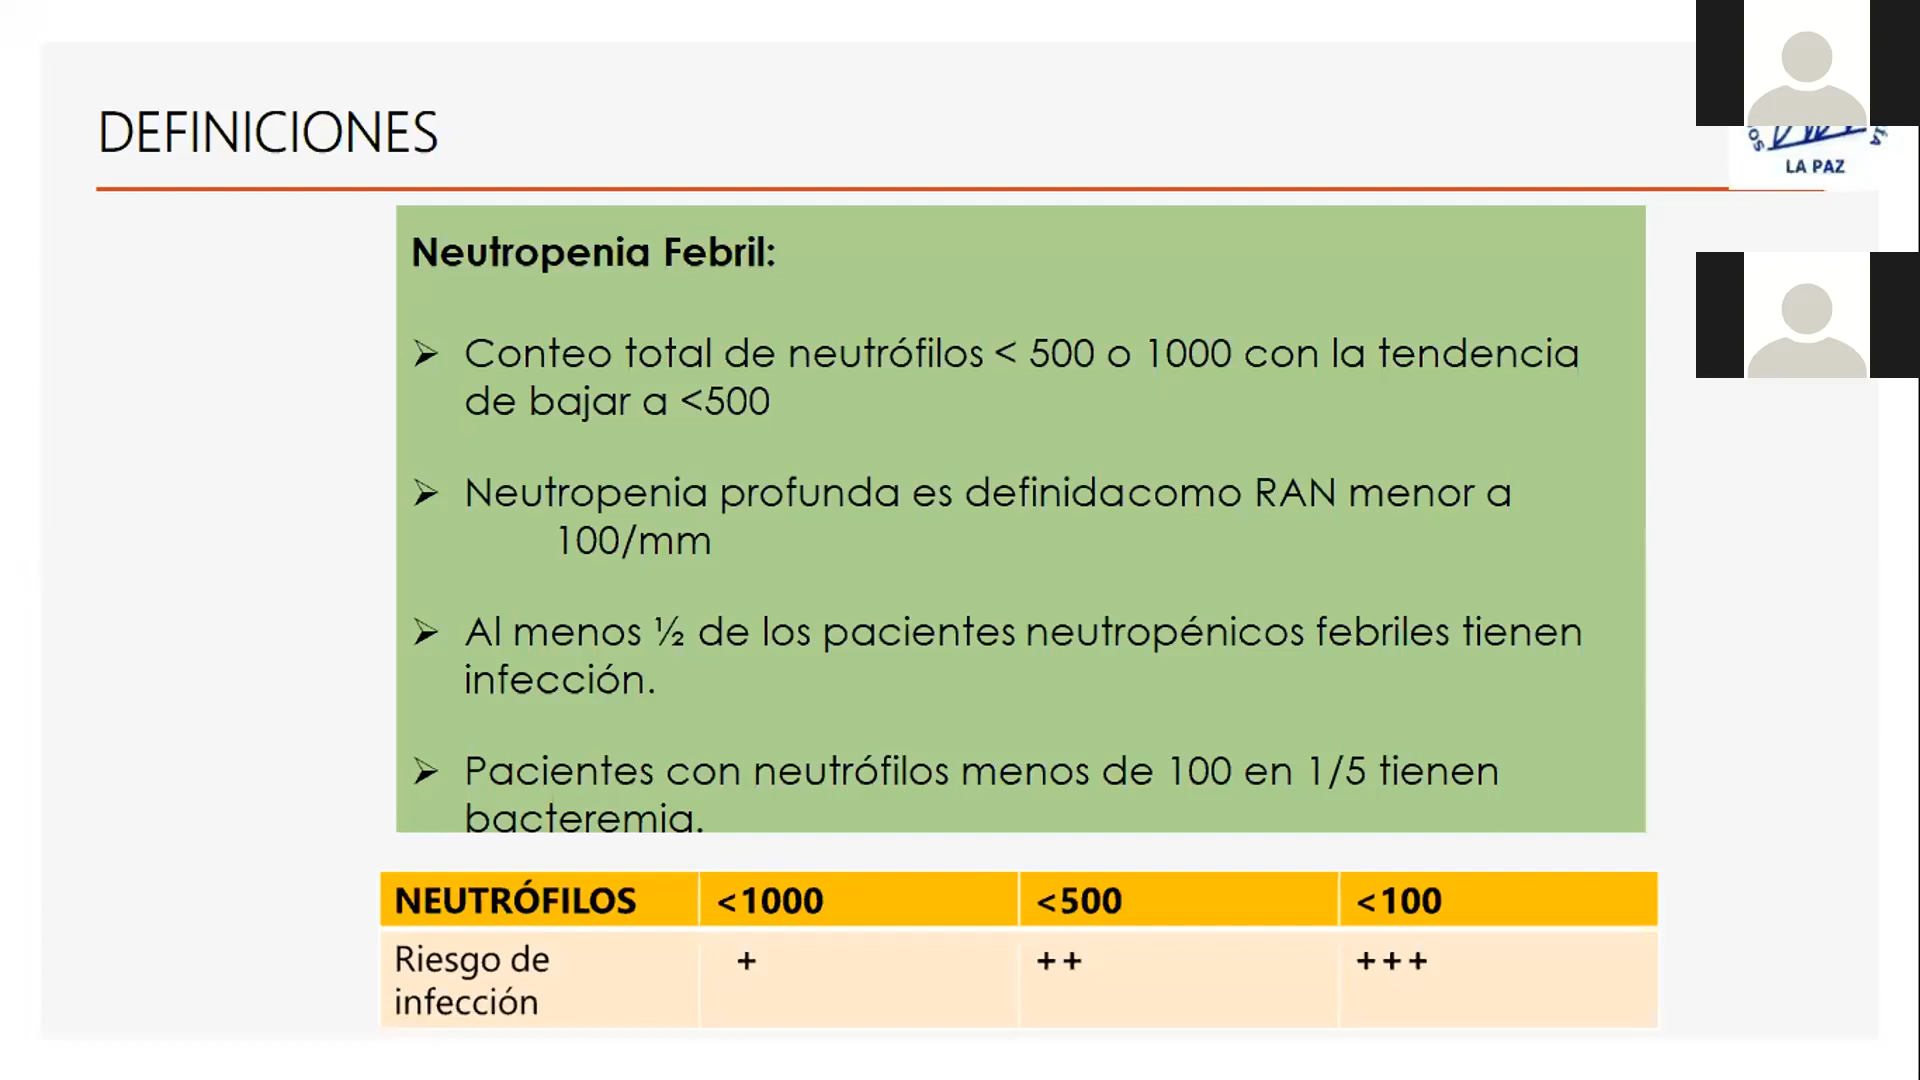 DEFINICIONES
LA PAZ
Neutropenia Febril:
➢ Conteo total de neutrófilos < 500 o 1000 con la tendencia
de bajar a <500
➢ Neutropenia profunda es definidacomo RAN menor a
100/mm
➢ Al menos ½ de los pacientes neutropénicos febriles tienen
infección.
➢ Pacientes con neutrófilos menos de 100 en 1/5 tienen
bacteremia.
NEUTRÓFILOS <1000 <500 <100
Riesgo de + ++ +++
infección